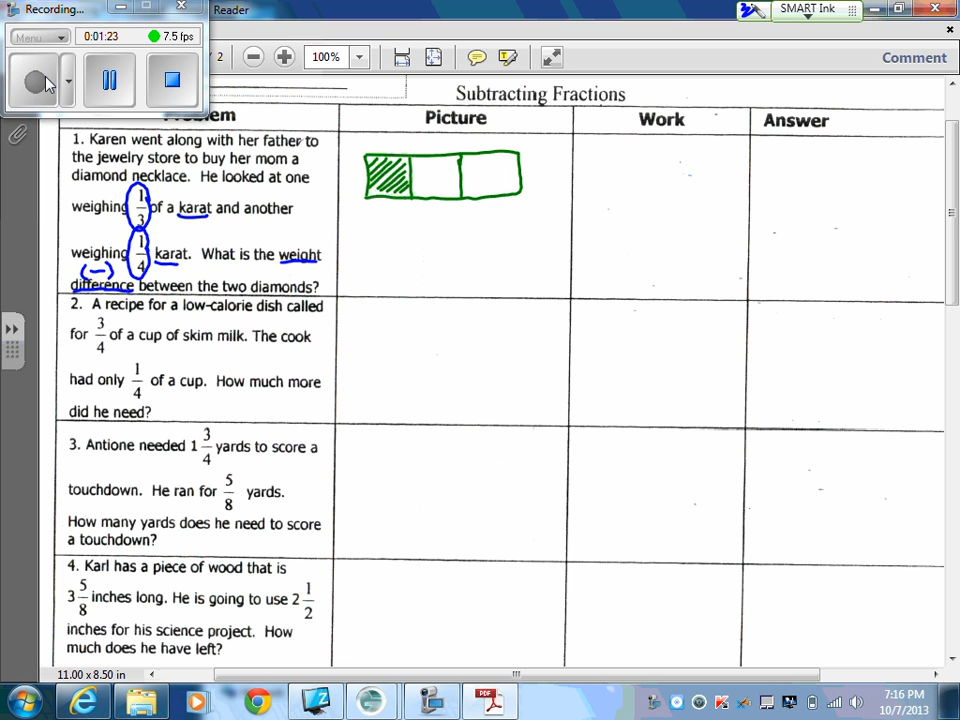 Recording...
Reader
SMART Ink
Menu
0:01:23
7.5 fps
/ 2
100%
Comment
Subtracting Fractions
Problem
Picture
Work
Answer
1. Karen went along with her father to
the jewelry store to buy her mom a
diamond necklace. He looked at one
weighing 1/3 of a karat and another
weighing 1/4 karat. What is the weight
(−)
difference between the two diamonds?
2. A recipe for a low-calorie dish called
for 3/4 of a cup of skim milk. The cook
had only 1/4 of a cup. How much more
did he need?
3. Antione needed 1 3/4 yards to score a
touchdown. He ran for 5/8 yards.
How many yards does he need to score
a touchdown?
4. Karl has a piece of wood that is
3 5/8 inches long. He is going to use 2 1/2
inches for his science project. How
much does he have left?
11.00 x 8.50 in
PDF
7:16 PM
10/7/2013